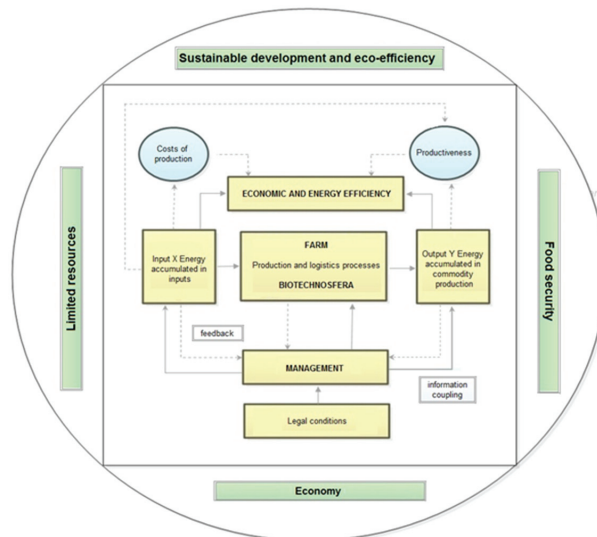 Sustainable development and eco-efficiency
Costs of
production
Productiveness
ECONOMIC AND ENERGY EFFICIENCY
Limited resources
Input X Energy
accumulated in
inputs
FARM
Production and logistics processes
BIOTECHNOSFERA
Output Y Energy
accumulated in
commodity
production
Food security
feedback
MANAGEMENT
information
coupling
Legal conditions
Economy